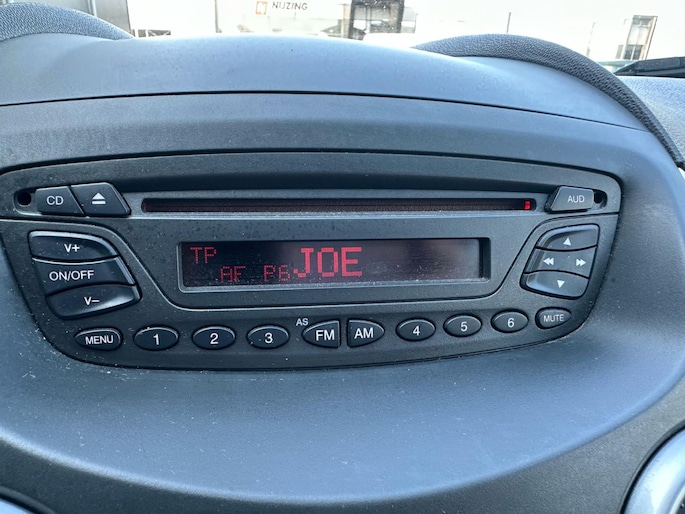 NIJZING
CD
AUD
V+
ON/OFF
V–
TP
AF P6 JOE
MENU
1
2
3
AS
FM
AM
4
5
6
MUTE